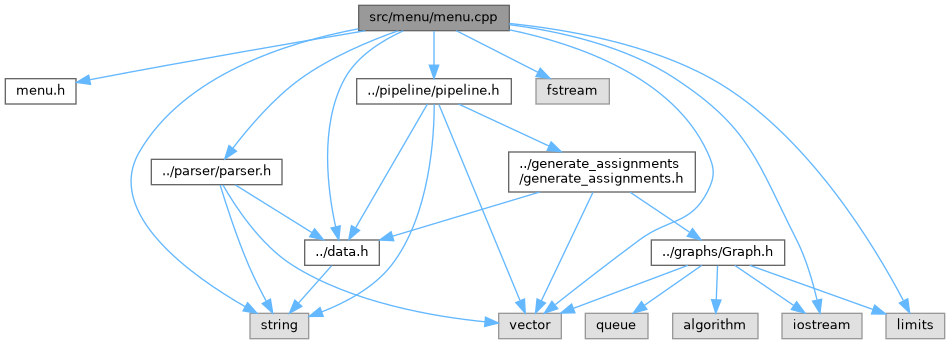 src/menu/menu.cpp
menu.h
../pipeline/pipeline.h
fstream
../parser/parser.h
../generate_assignments
/generate_assignments.h
../data.h
../graphs/Graph.h
string
vector
queue
algorithm
iostream
limits